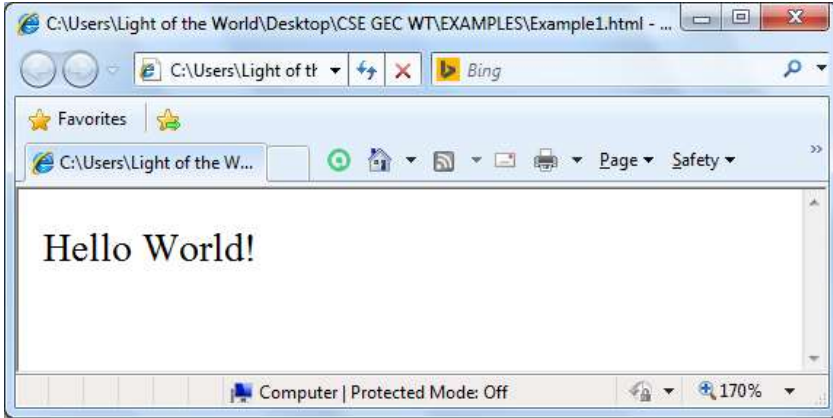 C:\Users\Light of the World\Desktop\CSE GEC WT\EXAMPLES\Example1.html - ...
C:\Users\Light of th
Bing
Favorites
C:\Users\Light of the W...
Page
Safety
Hello World!
Computer | Protected Mode: Off
170%